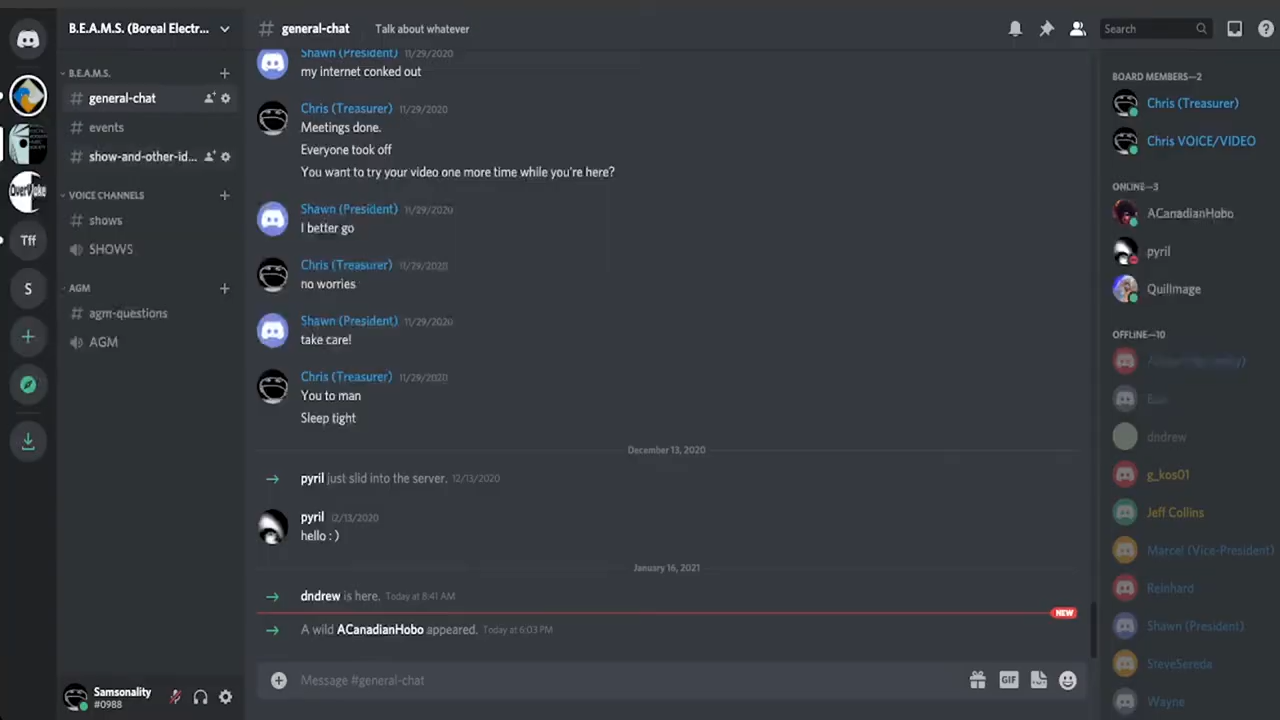 B.E.A.M.S. (Boreal Electr...
# general-chat
Talk about whatever
Search
OverVoke
Tff
S
B.E.A.M.S.
# general-chat
# events
# show-and-other-id...
VOICE CHANNELS
# shows
SHOWS
AGM
# agm-questions
AGM
Samsonality
#0988
Shawn (President) 11/29/2020
my internet conked out
Chris (Treasurer) 11/29/2020
Meetings done.
Everyone took off
You want to try your video one more time while you're here?
Shawn (President) 11/29/2020
I better go
Chris (Treasurer) 11/29/2020
no worries
Shawn (President) 11/29/2020
take care!
Chris (Treasurer) 11/29/2020
You to man
Sleep tight
December 13, 2020
pyril just slid into the server. 12/13/2020
pyril 12/13/2020
hello : )
January 16, 2021
dndrew is here. Today at 8:41 AM
NEW
A wild ACanadianHobo appeared. Today at 6:03 PM
Message #general-chat
GIF
BOARD MEMBERS—2
Chris (Treasurer)
Chris VOICE/VIDEO
ONLINE—3
ACanadianHobo
pyril
QuillMage
OFFLINE—10
dndrew
g_kos01
Jeff Collins
Marcel (Vice-President)
Reinhard
Shawn (President)
SteveSereda
Wayne